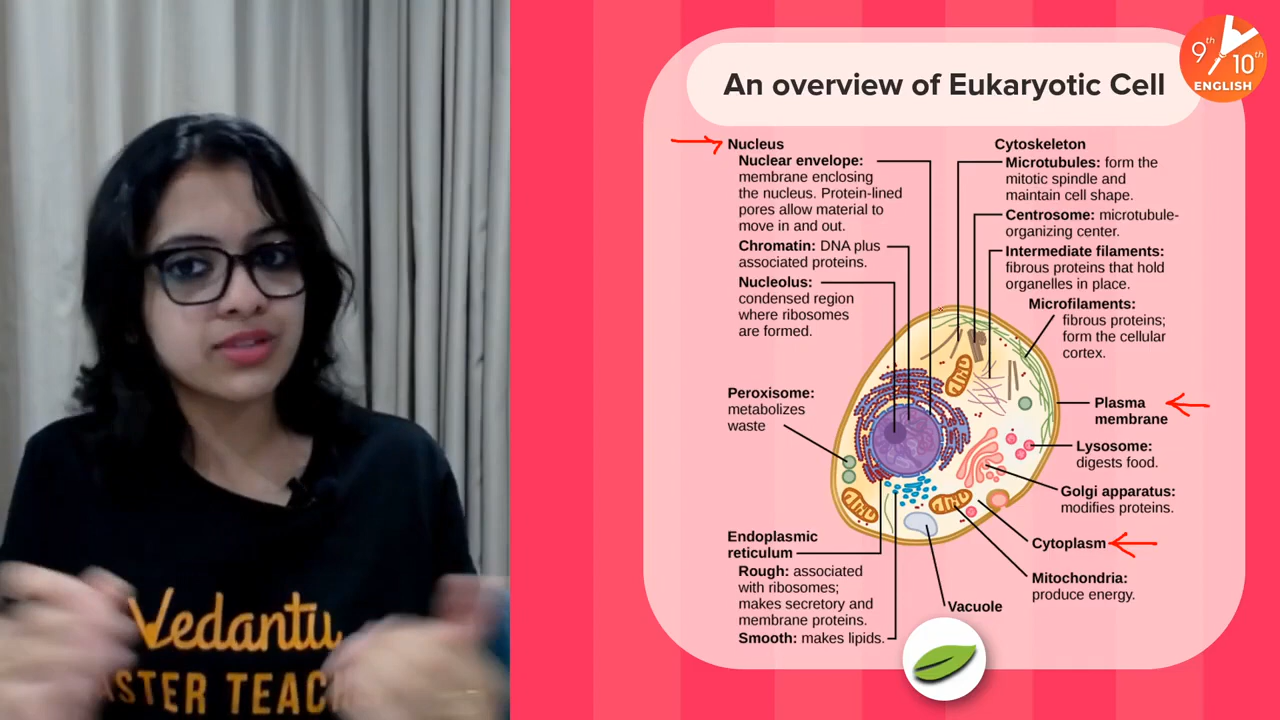 Vedantu
MASTER TEACH
An overview of Eukaryotic Cell
9th 10th
ENGLISH
Nucleus
Nuclear envelope:
membrane enclosing
the nucleus. Protein-lined
pores allow material to
move in and out.
Chromatin: DNA plus
associated proteins.
Nucleolus:
condensed region
where ribosomes
are formed.
Peroxisome:
metabolizes
waste
Endoplasmic
reticulum
Rough: associated
with ribosomes;
makes secretory and
membrane proteins.
Smooth: makes lipids.
Cytoskeleton
Microtubules: form the
mitotic spindle and
maintain cell shape.
Centrosome: microtubule-
organizing center.
Intermediate filaments:
fibrous proteins that hold
organelles in place.
Microfilaments:
fibrous proteins;
form the cellular
cortex.
Plasma
membrane
Lysosome:
digests food.
Golgi apparatus:
modifies proteins.
Cytoplasm
Mitochondria:
produce energy.
Vacuole